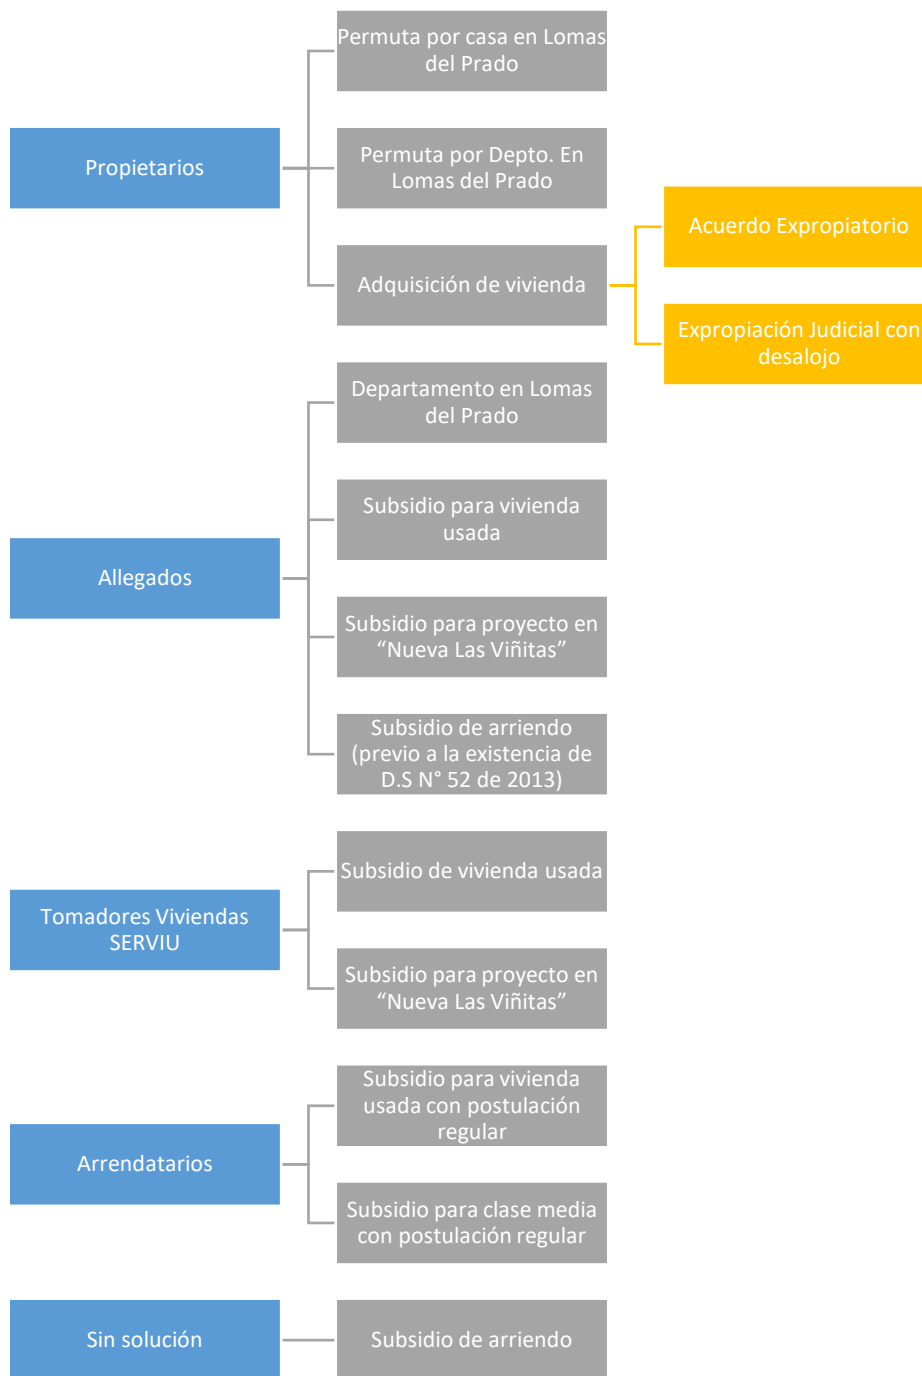 Permuta por casa en Lomas
del Prado
Propietarios
Permuta por Depto. En
Lomas del Prado
Adquisición de vivienda
Acuerdo Expropiatorio
Expropiación Judicial con
desalojo
Allegados
Departamento en Lomas
del Prado
Subsidio para vivienda
usada
Subsidio para proyecto en
“Nueva Las Viñitas”
Subsidio de arriendo
(previo a la existencia de
D.S N° 52 de 2013)
Tomadores Viviendas
SERVIU
Subsidio de vivienda usada
Subsidio para proyecto en
“Nueva Las Viñitas”
Arrendatarios
Subsidio para vivienda
usada con postulación
regular
Subsidio para clase media
con postulación regular
Sin solución
Subsidio de arriendo